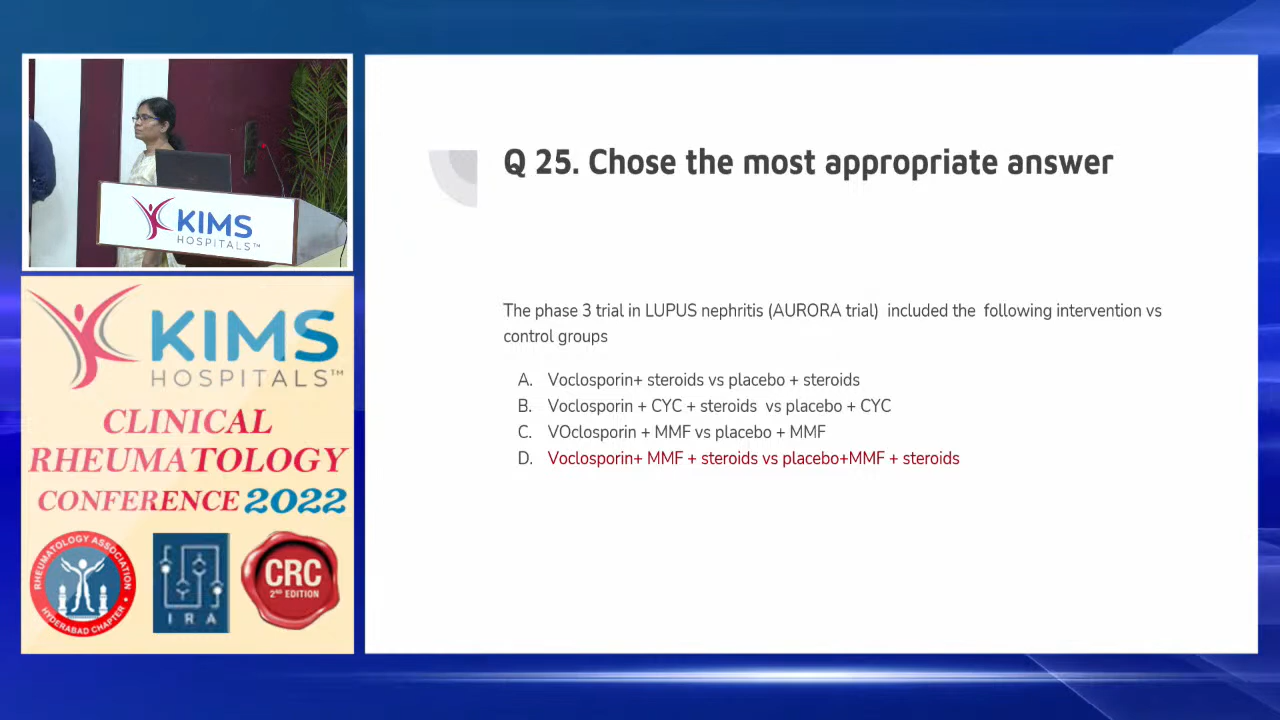 KIMS
HOSPITALS™
KIMS
HOSPITALS™
CLINICAL
RHEUMATOLOGY
CONFERENCE 2022
RHEUMATOLOGY ASSOCIATION
HYDERABAD CHAPTER
IRA
CRC
2ND EDITION
Q 25. Chose the most appropriate answer
The phase 3 trial in LUPUS nephritis (AURORA trial) included the following intervention vs
control groups
A. Voclosporin+ steroids vs placebo + steroids
B. Voclosporin + CYC + steroids vs placebo + CYC
C. VOclosporin + MMF vs placebo + MMF
D. Voclosporin+ MMF + steroids vs placebo+MMF + steroids